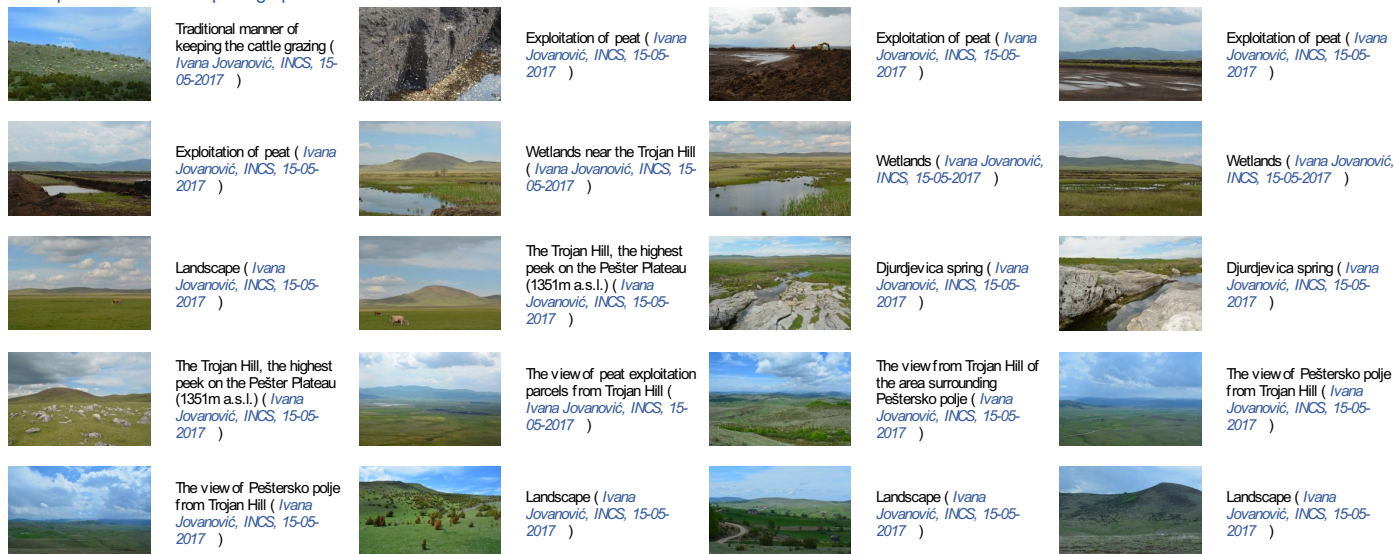 Traditional manner of
keeping the cattle grazing (
Ivana Jovanović, INCS, 15-
05-2017 )
Exploitation of peat ( Ivana
Jovanović, INCS, 15-05-
2017 )
Exploitation of peat ( Ivana
Jovanović, INCS, 15-05-
2017 )
Exploitation of peat ( Ivana
Jovanović, INCS, 15-05-
2017 )
Exploitation of peat ( Ivana
Jovanović, INCS, 15-05-
2017 )
Wetlands near the Trojan Hill
( Ivana Jovanović, INCS, 15-
05-2017 )
Wetlands ( Ivana Jovanović,
INCS, 15-05-2017 )
Wetlands ( Ivana Jovanović,
INCS, 15-05-2017 )
Landscape ( Ivana
Jovanović, INCS, 15-05-
2017 )
The Trojan Hill, the highest
peek on the Pešter Plateau
(1351m a.s.l.) ( Ivana
Jovanović, INCS, 15-05-
2017 )
Djurdjevica spring ( Ivana
Jovanović, INCS, 15-05-
2017 )
Djurdjevica spring ( Ivana
Jovanović, INCS, 15-05-
2017 )
The Trojan Hill, the highest
peek on the Pešter Plateau
(1351m a.s.l.) ( Ivana
Jovanović, INCS, 15-05-
2017 )
The view of peat exploitation
parcels from Trojan Hill (
Ivana Jovanović, INCS, 15-
05-2017 )
The view from Trojan Hill of
the area surrounding
Peštersko polje ( Ivana
Jovanović, INCS, 15-05-
2017 )
The view of Peštersko polje
from Trojan Hill ( Ivana
Jovanović, INCS, 15-05-
2017 )
The view of Peštersko polje
from Trojan Hill ( Ivana
Jovanović, INCS, 15-05-
2017 )
Landscape ( Ivana
Jovanović, INCS, 15-05-
2017 )
Landscape ( Ivana
Jovanović, INCS, 15-05-
2017 )
Landscape ( Ivana
Jovanović, INCS, 15-05-
2017 )